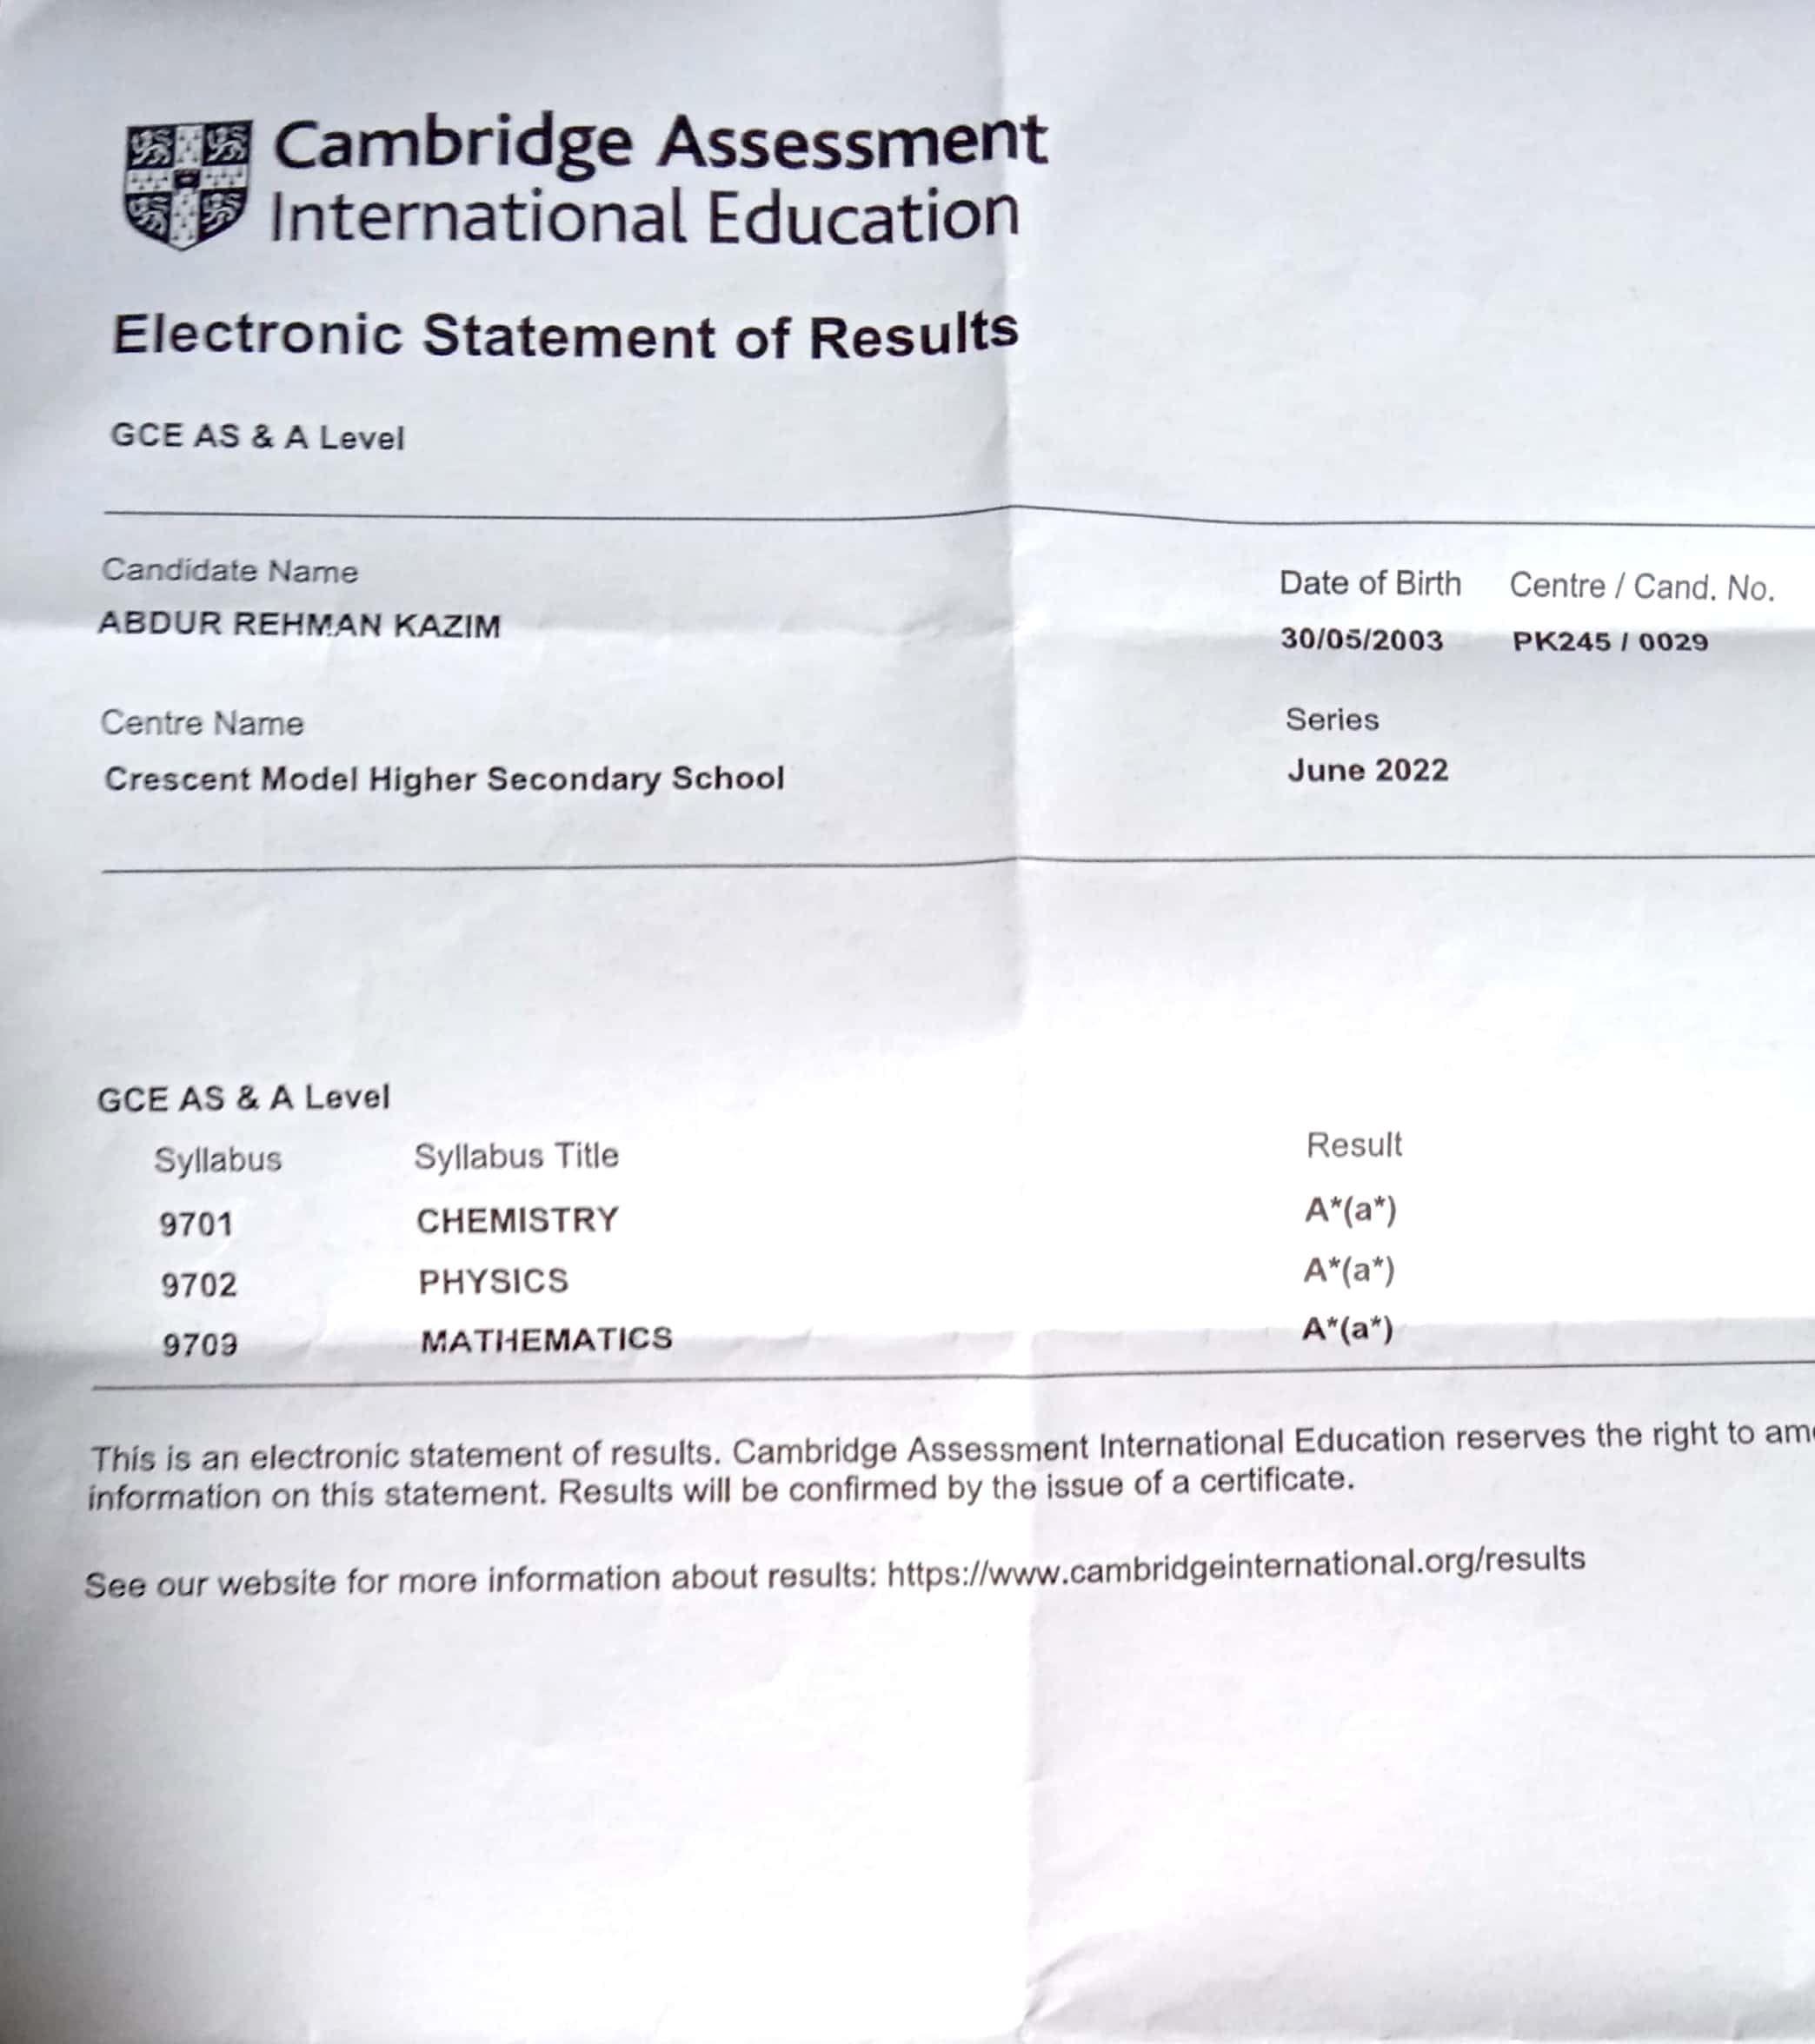 Cambridge Assessment
International Education
Electronic Statement of Results
GCE AS & A Level
Candidate Name
ABDUR REHMAN KAZIM
Date of Birth Centre / Cand. No.
30/05/2003 PK245 / 0029
Centre Name
Crescent Model Higher Secondary School
Series
June 2022
GCE AS & A Level
Syllabus Syllabus Title Result
9701 CHEMISTRY A*(a*)
9702 PHYSICS A*(a*)
9709 MATHEMATICS A*(a*)
This is an electronic statement of results. Cambridge Assessment International Education reserves the right to
information on this statement. Results will be confirmed by the issue of a certificate.
See our website for more information about results: https://www.cambridgeinternational.org/results